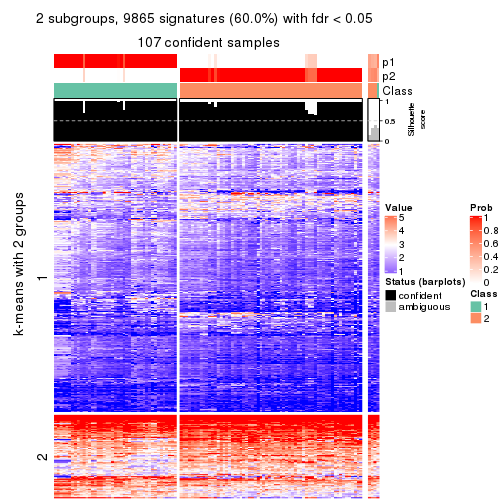 2 subgroups, 9865 signatures (60.0%) with fdr < 0.05
107 confident samples
p1
p2
Class
1
0.5
0
Silhouette
score
k-means with 2 groups
1
2
Value
5
4
3
2
1
Status (barplots)
confident
ambiguous
Prob
1
0.8
0.6
0.4
0.2
0
Class
1
2